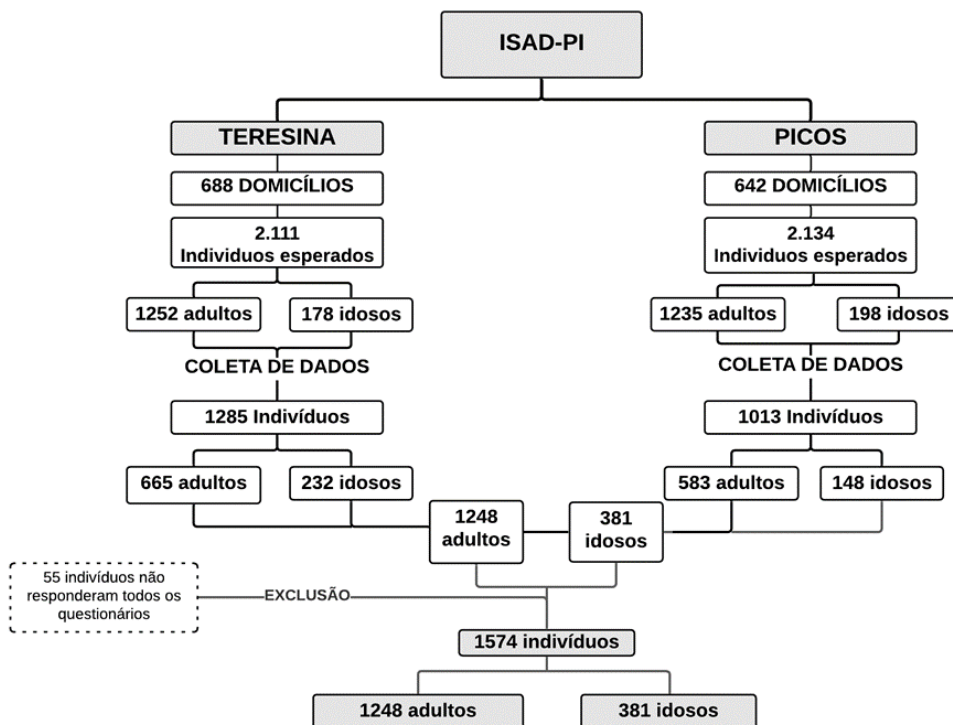 ISAD-PI
TERESINA
PICOS
688 DOMICÍLIOS
642 DOMICÍLIOS
2.111
Individuos esperados
2.134
Individuos esperados
1252 adultos
178 idosos
1235 adultos
198 idosos
COLETA DE DADOS
COLETA DE DADOS
1285 Indivíduos
1013 Indivíduos
665 adultos
232 idosos
583 adultos
148 idosos
1248
adultos
381
idosos
55 indivíduos não
responderam todos os
questionários
EXCLUSÃO
1574 indivíduos
1248 adultos
381 idosos